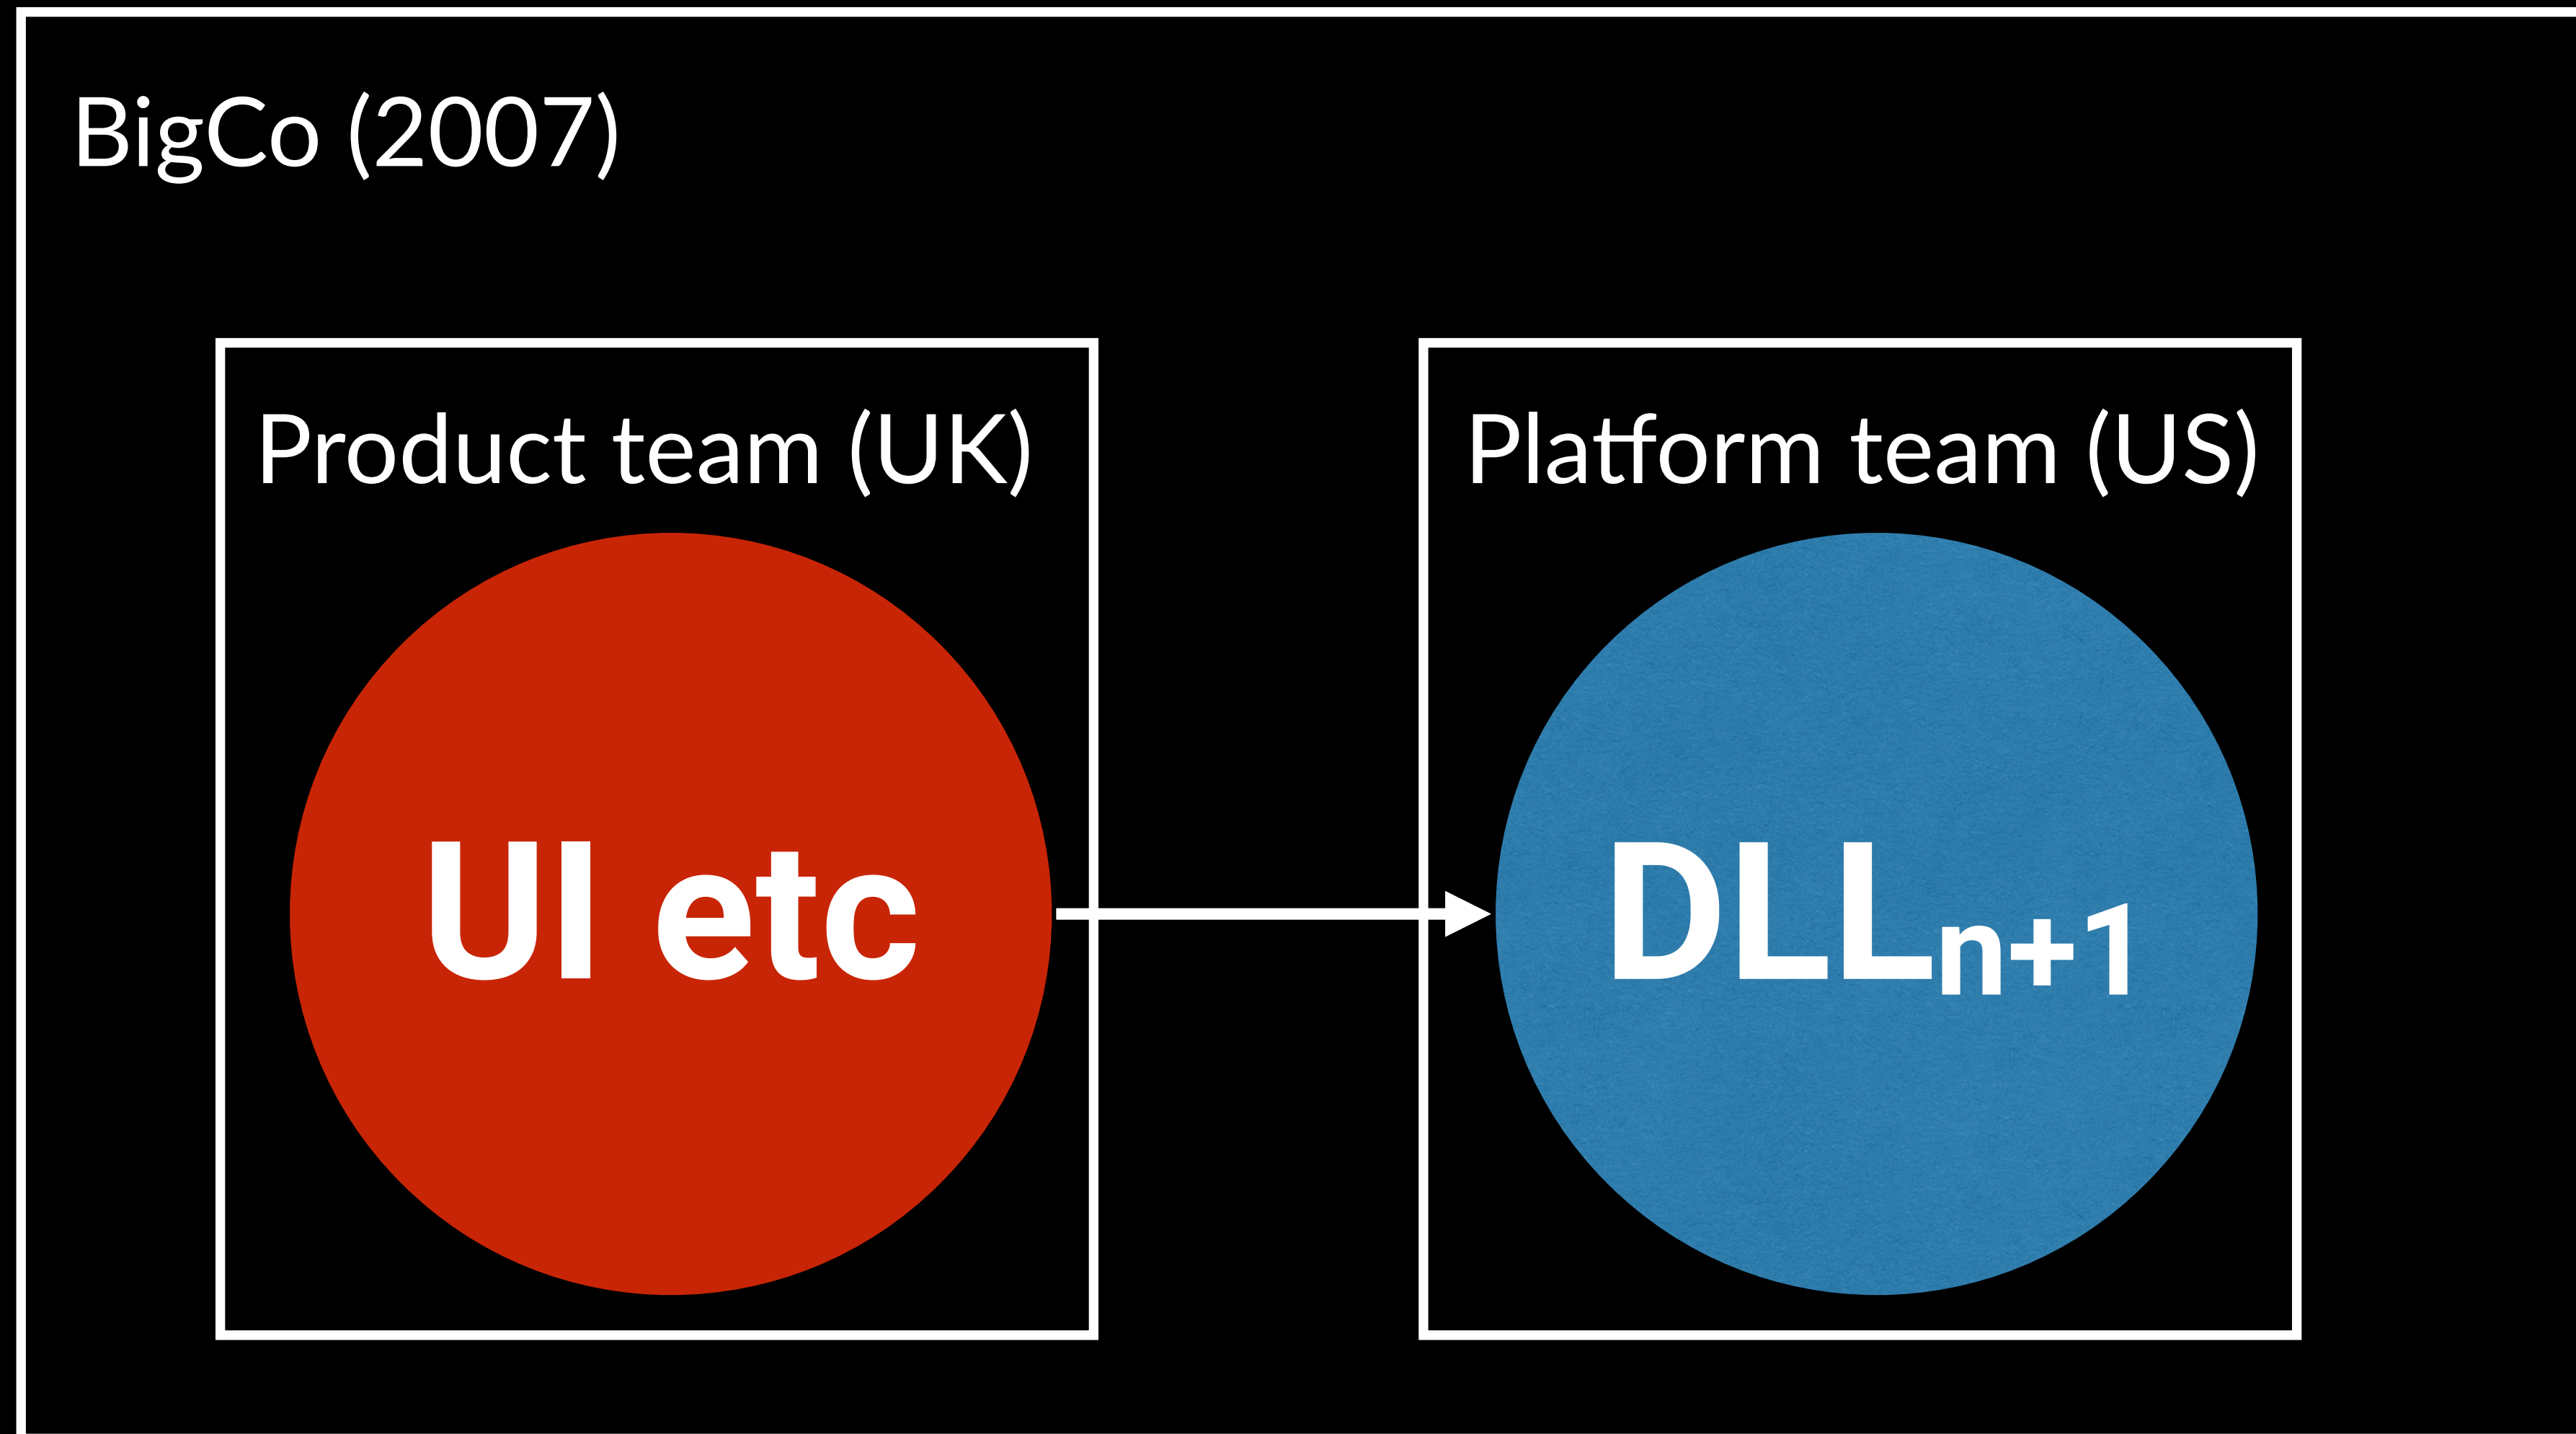 BigCo (2007)
Product team (UK)
Platform team (US)
UI etc
DLLn+1